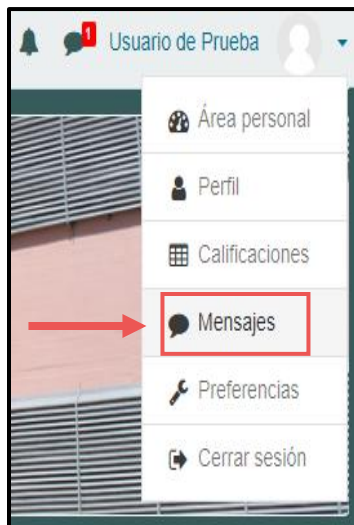 1
Usuario de Prueba
Área personal
Perfil
Calificaciones
Mensajes
Preferencias
Cerrar sesión